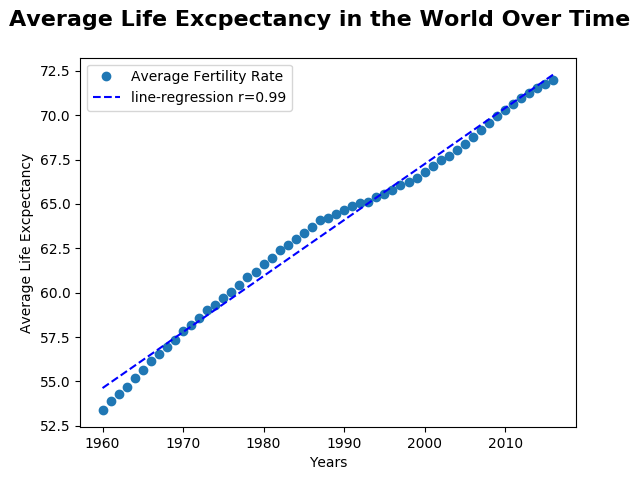 Average Life Excpectancy in the World Over Time
Average Fertility Rate
line-regression r=0.99
Average Life Excpectancy
72.5
70.0
67.5
65.0
62.5
60.0
57.5
55.0
52.5
1960 1970 1980 1990 2000 2010
Years